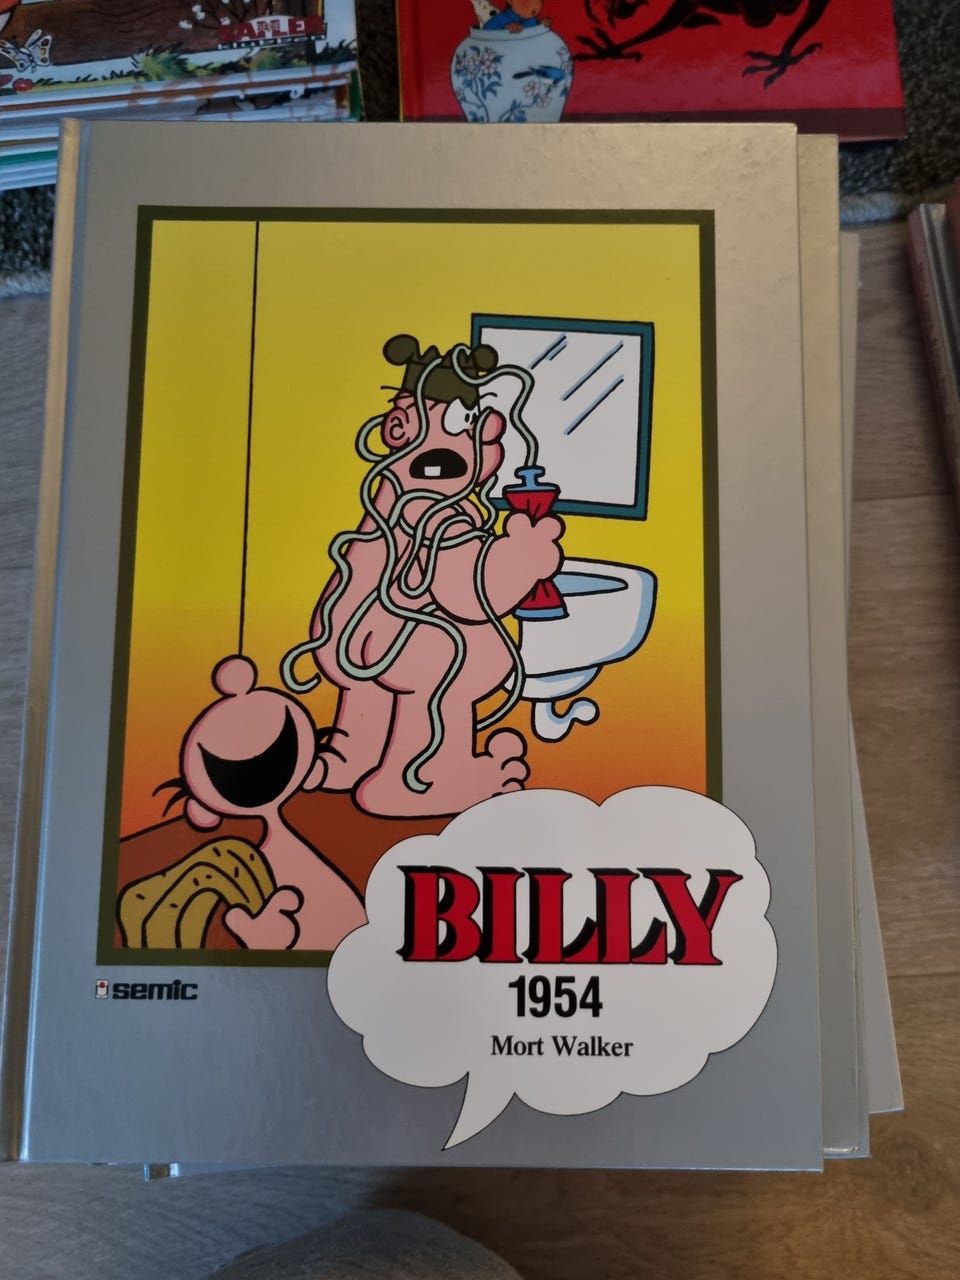 semic
BILLY
1954
Mort Walker